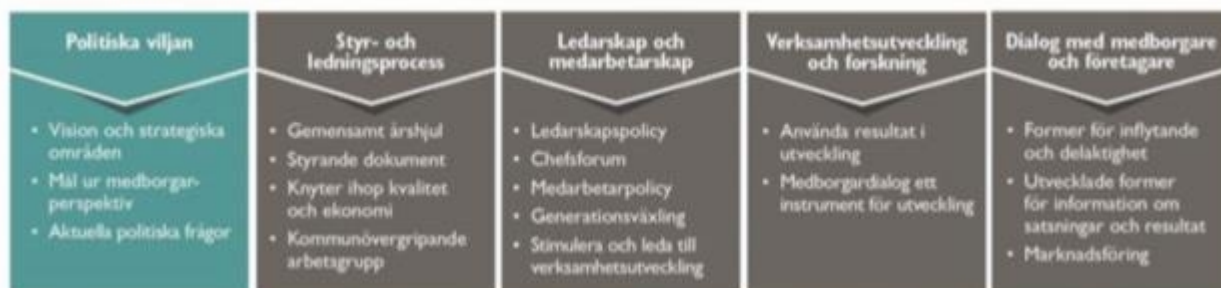 Politiska viljan
• Vision och strategiska
områden
• Mål ur medborgar-
perspektiv
• Aktuella politiska frågor
Styr- och
ledningsprocess
• Gemensamt årshjul
• Styrande dokument
• Knyter ihop kvalitet
och ekonomi
• Kommunövergripande
arbetsgrupp
Ledarskap och
medarbetarskap
• Ledarskapspolicy
• Chefsforum
• Medarbetarpolicy
• Generationsväxling
• Stimulera och leda till
verksamhetsutveckling
Verksamhetsutveckling
och forskning
• Använda resultat i
utveckling
• Medborgardialog ett
instrument för utveckling
Dialog med medborgare
och företagare
• Former för inflytande
och delaktighet
• Utvecklade former
för information om
satsningar och resultat
• Marknadsföring